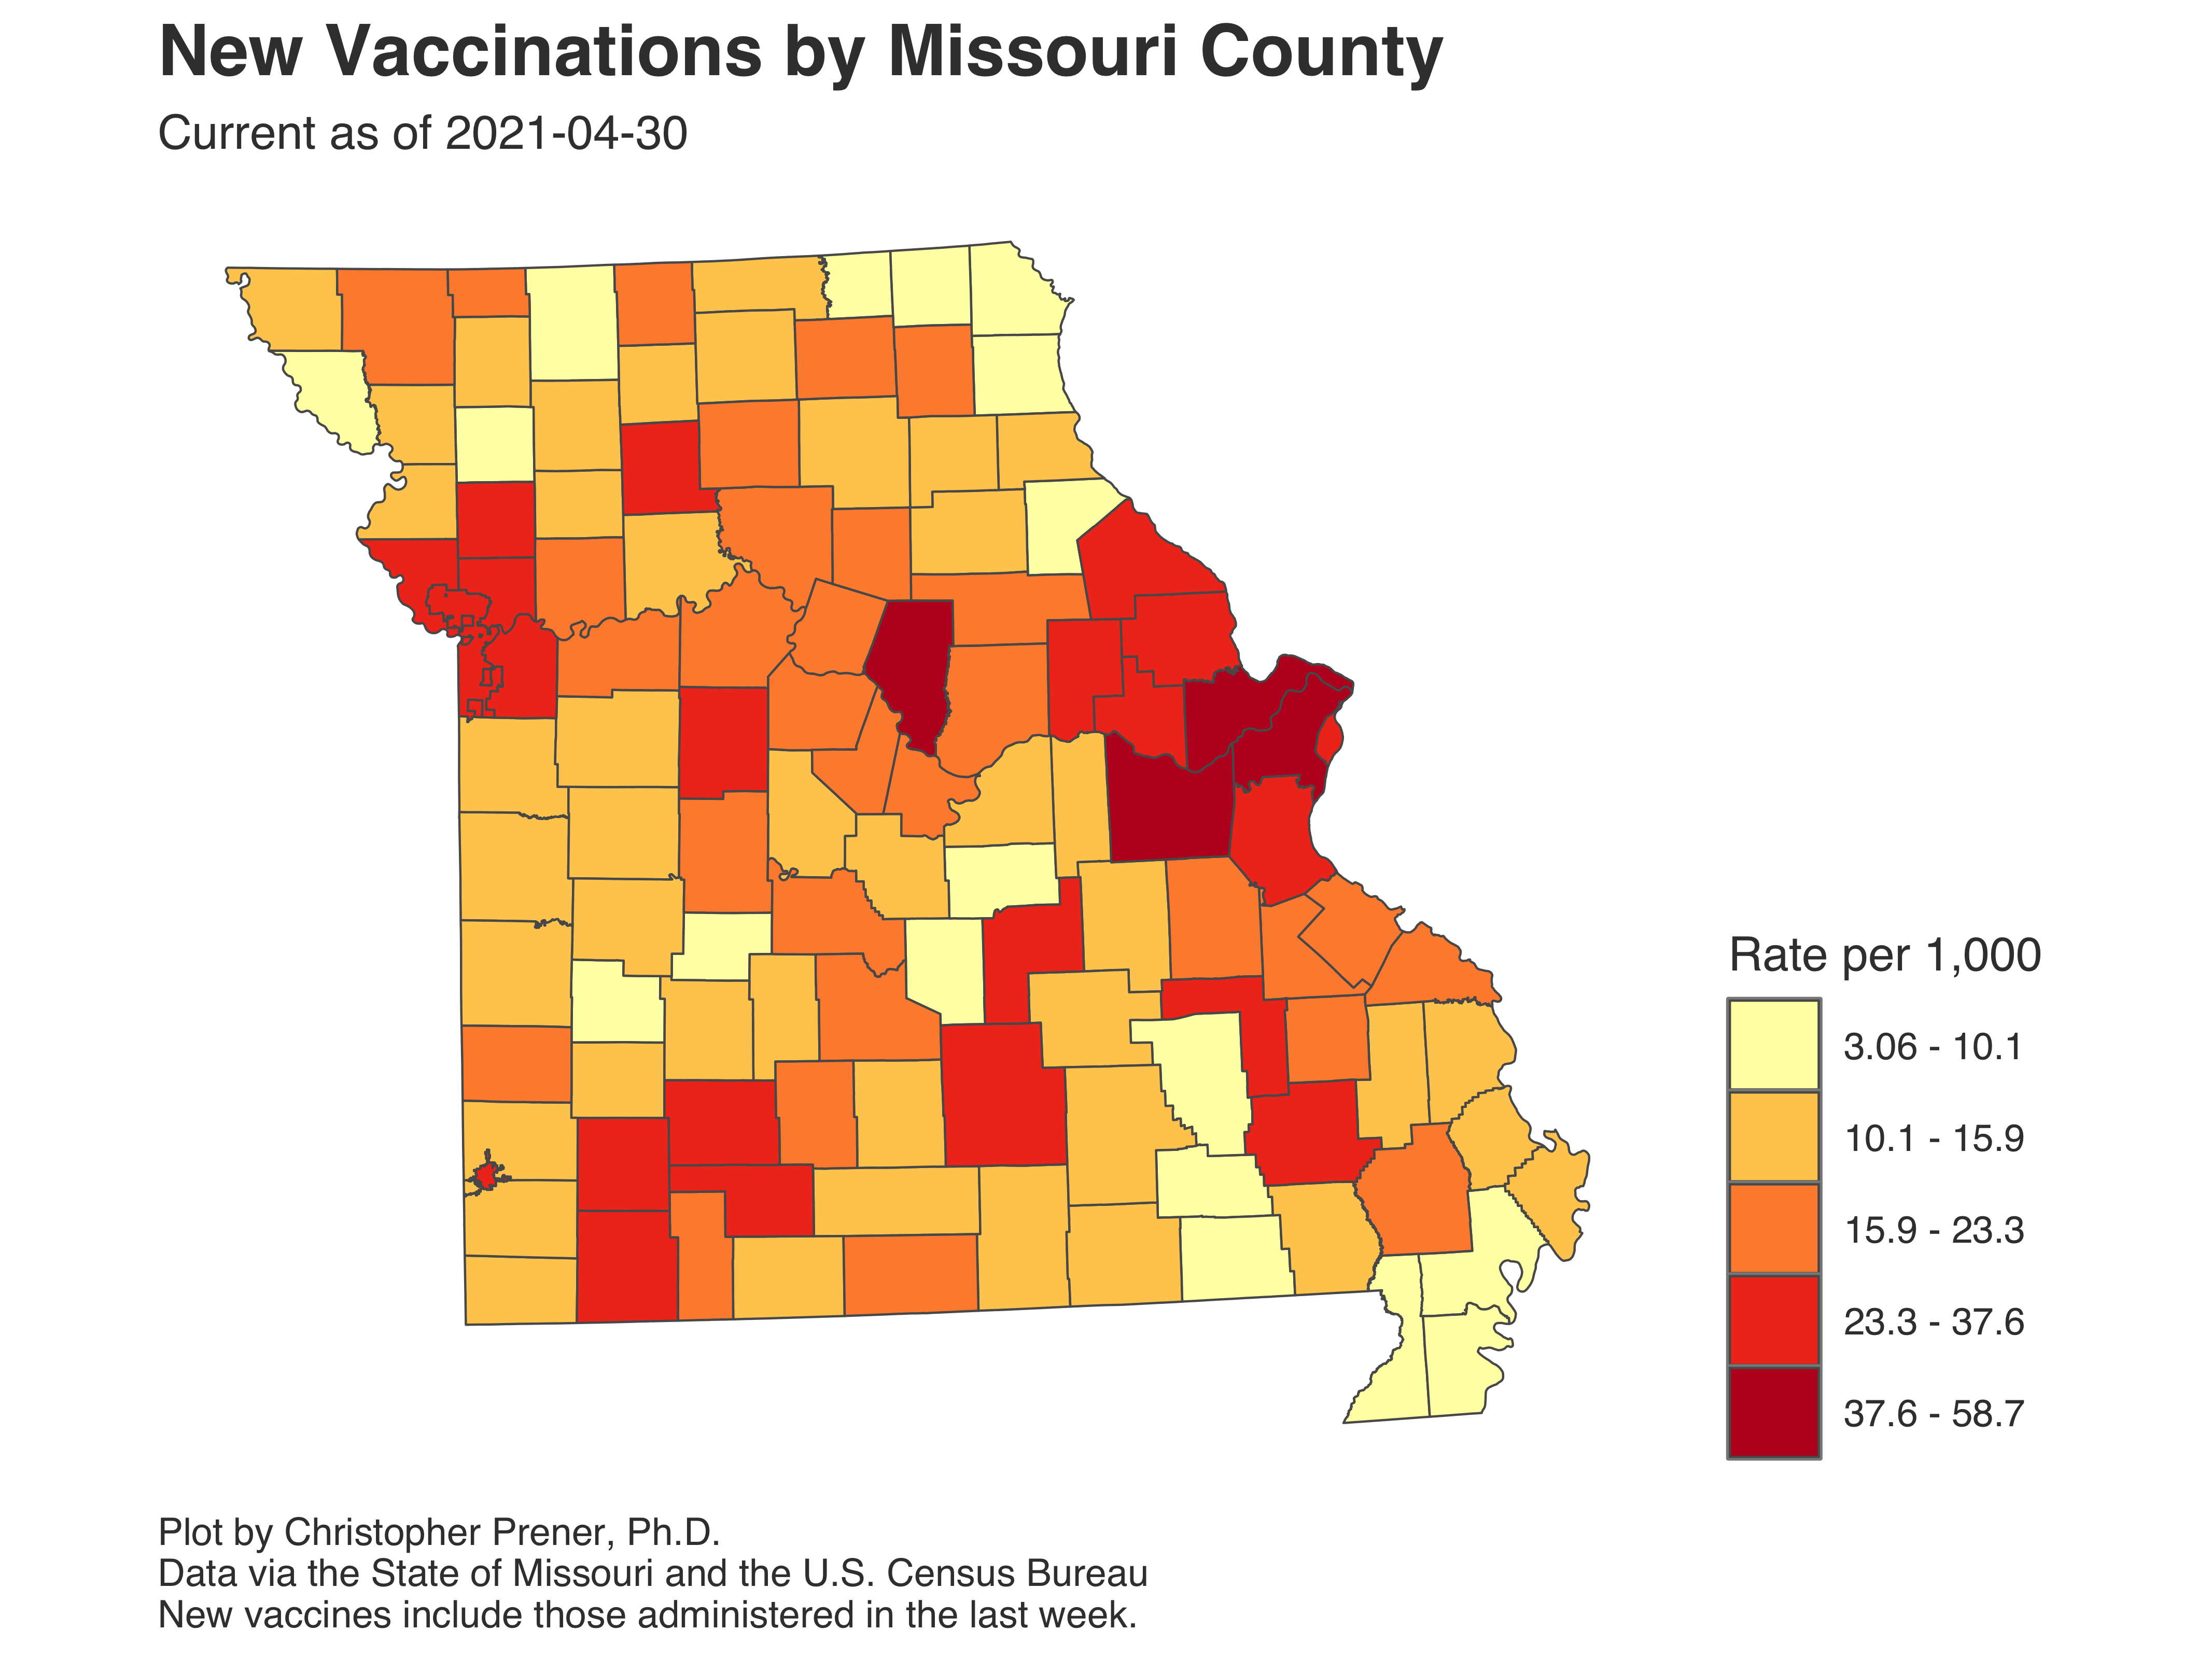 New Vaccinations by Missouri County
Current as of 2021-04-30
Rate per 1,000
3.06 - 10.1
10.1 - 15.9
15.9 - 23.3
23.3 - 37.6
37.6 - 58.7
Plot by Christopher Prener, Ph.D.
Data via the State of Missouri and the U.S. Census Bureau
New vaccines include those administered in the last week.